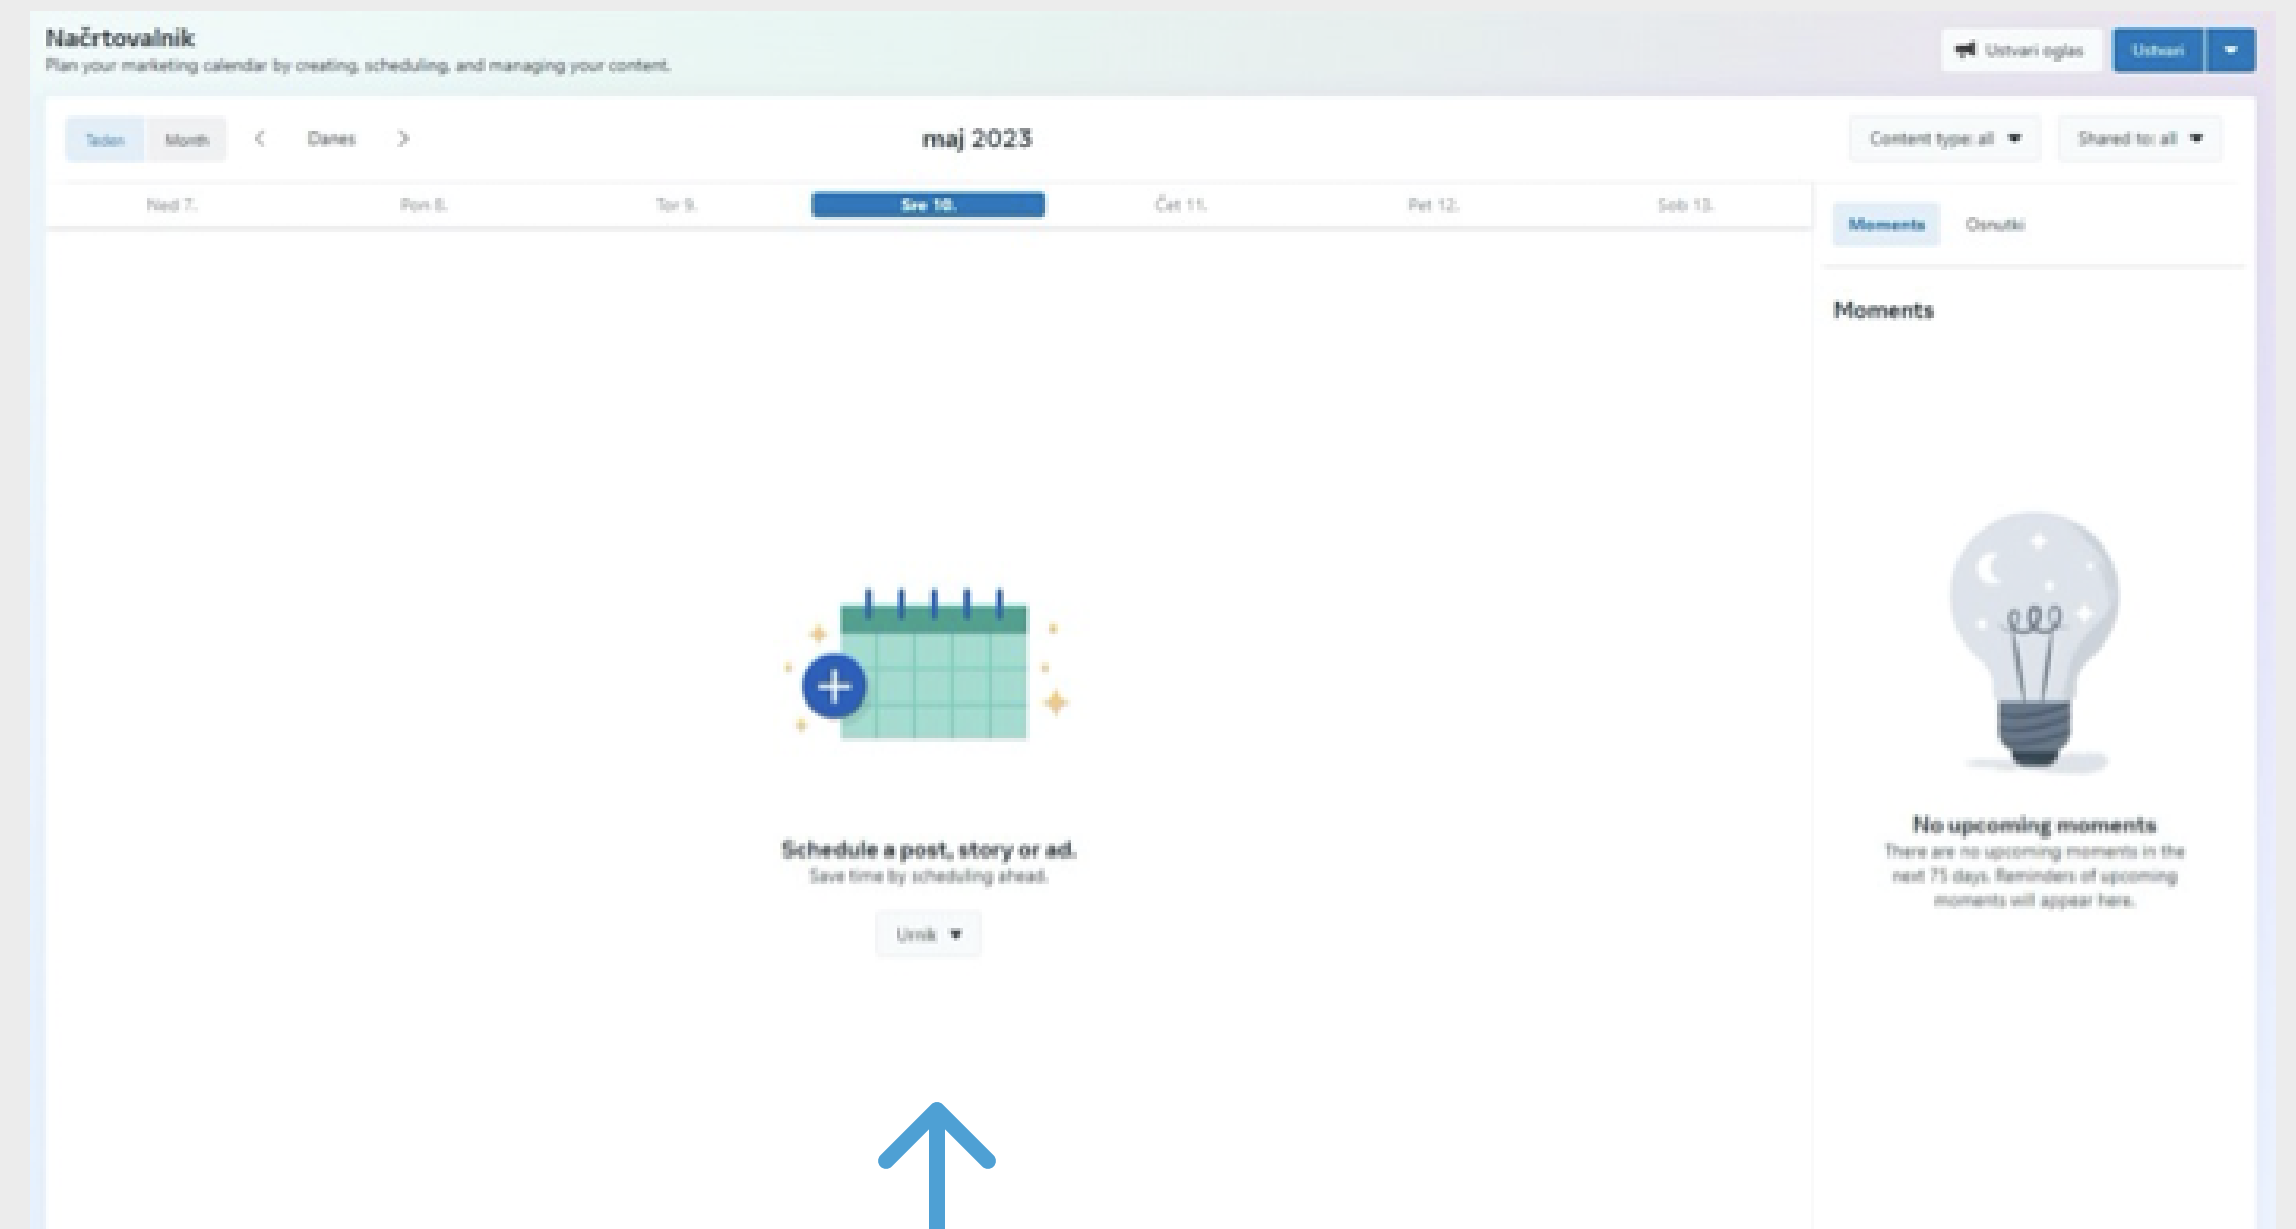 Načrtovalnik
Plan your marketing calendar by creating, scheduling, and managing your content.
Ustvari oglas
Ustvari
Teden
Month
Danes
maj 2023
Content type: all
Shared to: all
Ned 7.
Pon 8.
Tor 9.
Sre 10.
Čet 11.
Pet 12.
Sob 13.
Moments
Osnutki
Moments
Schedule a post, story or ad.
Save time by scheduling ahead.
Urnik
No upcoming moments
There are no upcoming moments in the
next 75 days. Reminders of upcoming
moments will appear here.